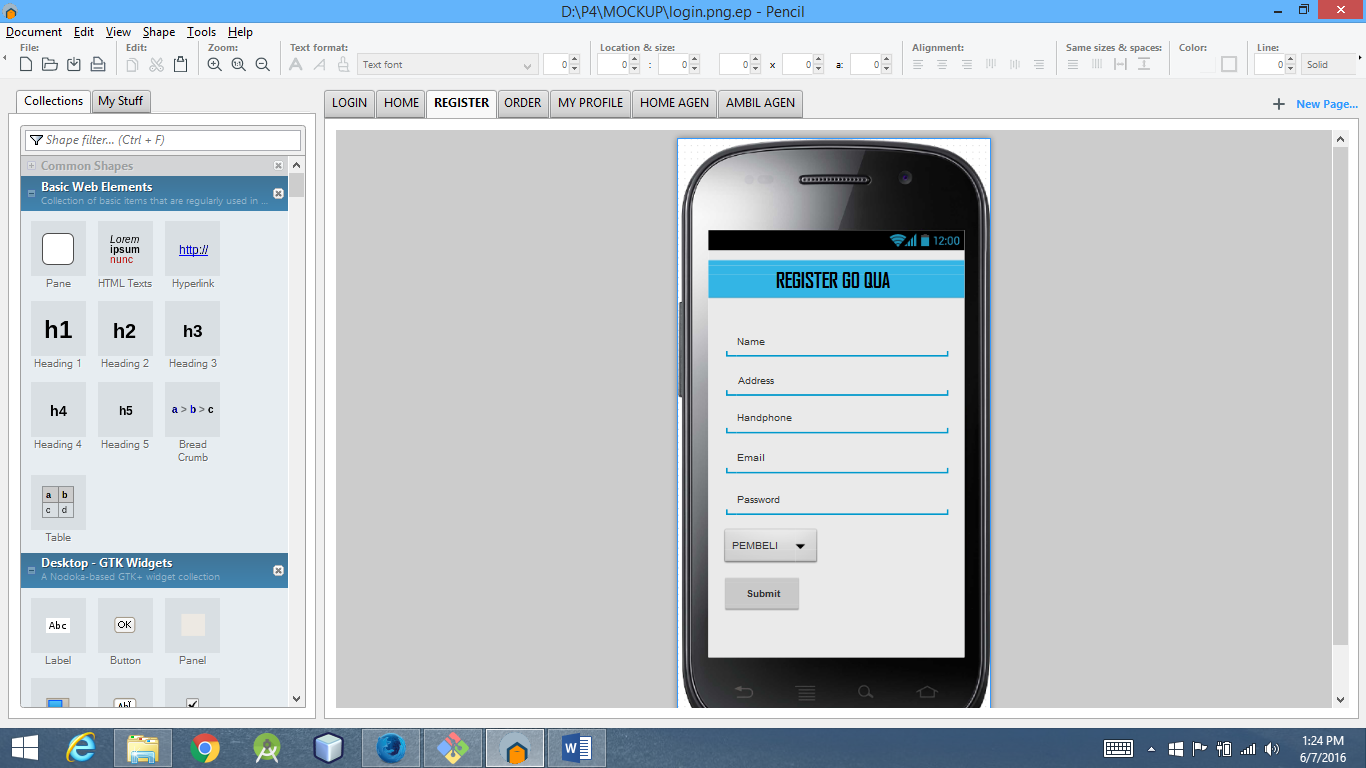 D:\P4\MOCKUP\login.png.ep - Pencil
Document Edit View Shape Tools Help
File: Edit: Zoom: Text format: Location & size: Alignment: Same sizes & spaces: Color: Line:
1:1 A A Text font 0 0 : 0 0 x 0 a: 0 0 Solid
Collections My Stuff
LOGIN HOME REGISTER ORDER MY PROFILE HOME AGEN AMBIL AGEN
New Page...
Shape filter... (Ctrl + F)
Common Shapes
Basic Web Elements
Collection of basic items that are regularly used in ...
Lorem
ipsum
nunc
http://
Pane HTML Texts Hyperlink
h1 h2 h3
Heading 1 Heading 2 Heading 3
h4 h5 a > b > c
Heading 4 Heading 5 Bread
Crumb
a b
c d
Table
Desktop - GTK Widgets
A Nodoka-based GTK+ widget collection
Abc OK
Label Button Panel
AbI
12:00
REGISTER GO QUA
Name
Address
Handphone
Email
Password
PEMBELI
Submit
1:24 PM
6/7/2016